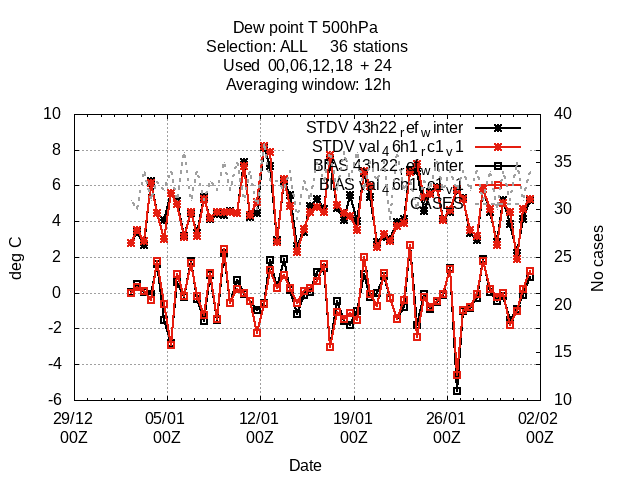 Dew point T 500hPa
Selection: ALL 36 stations
Used 00,06,12,18 + 24
Averaging window: 12h
10 40
STDV 43h22_ref_winter
STDV val_46h1_rc1_v1
8 35
BIAS 43h22_ref_winter
6 BIAS val_46h1
CASES
4 30
2 25
0 20
-2
-4 15
-6 10
deg C
No cases
29/12 05/01 12/01 19/01 26/01 02/02
00Z 00Z 00Z 00Z 00Z 00Z
Date